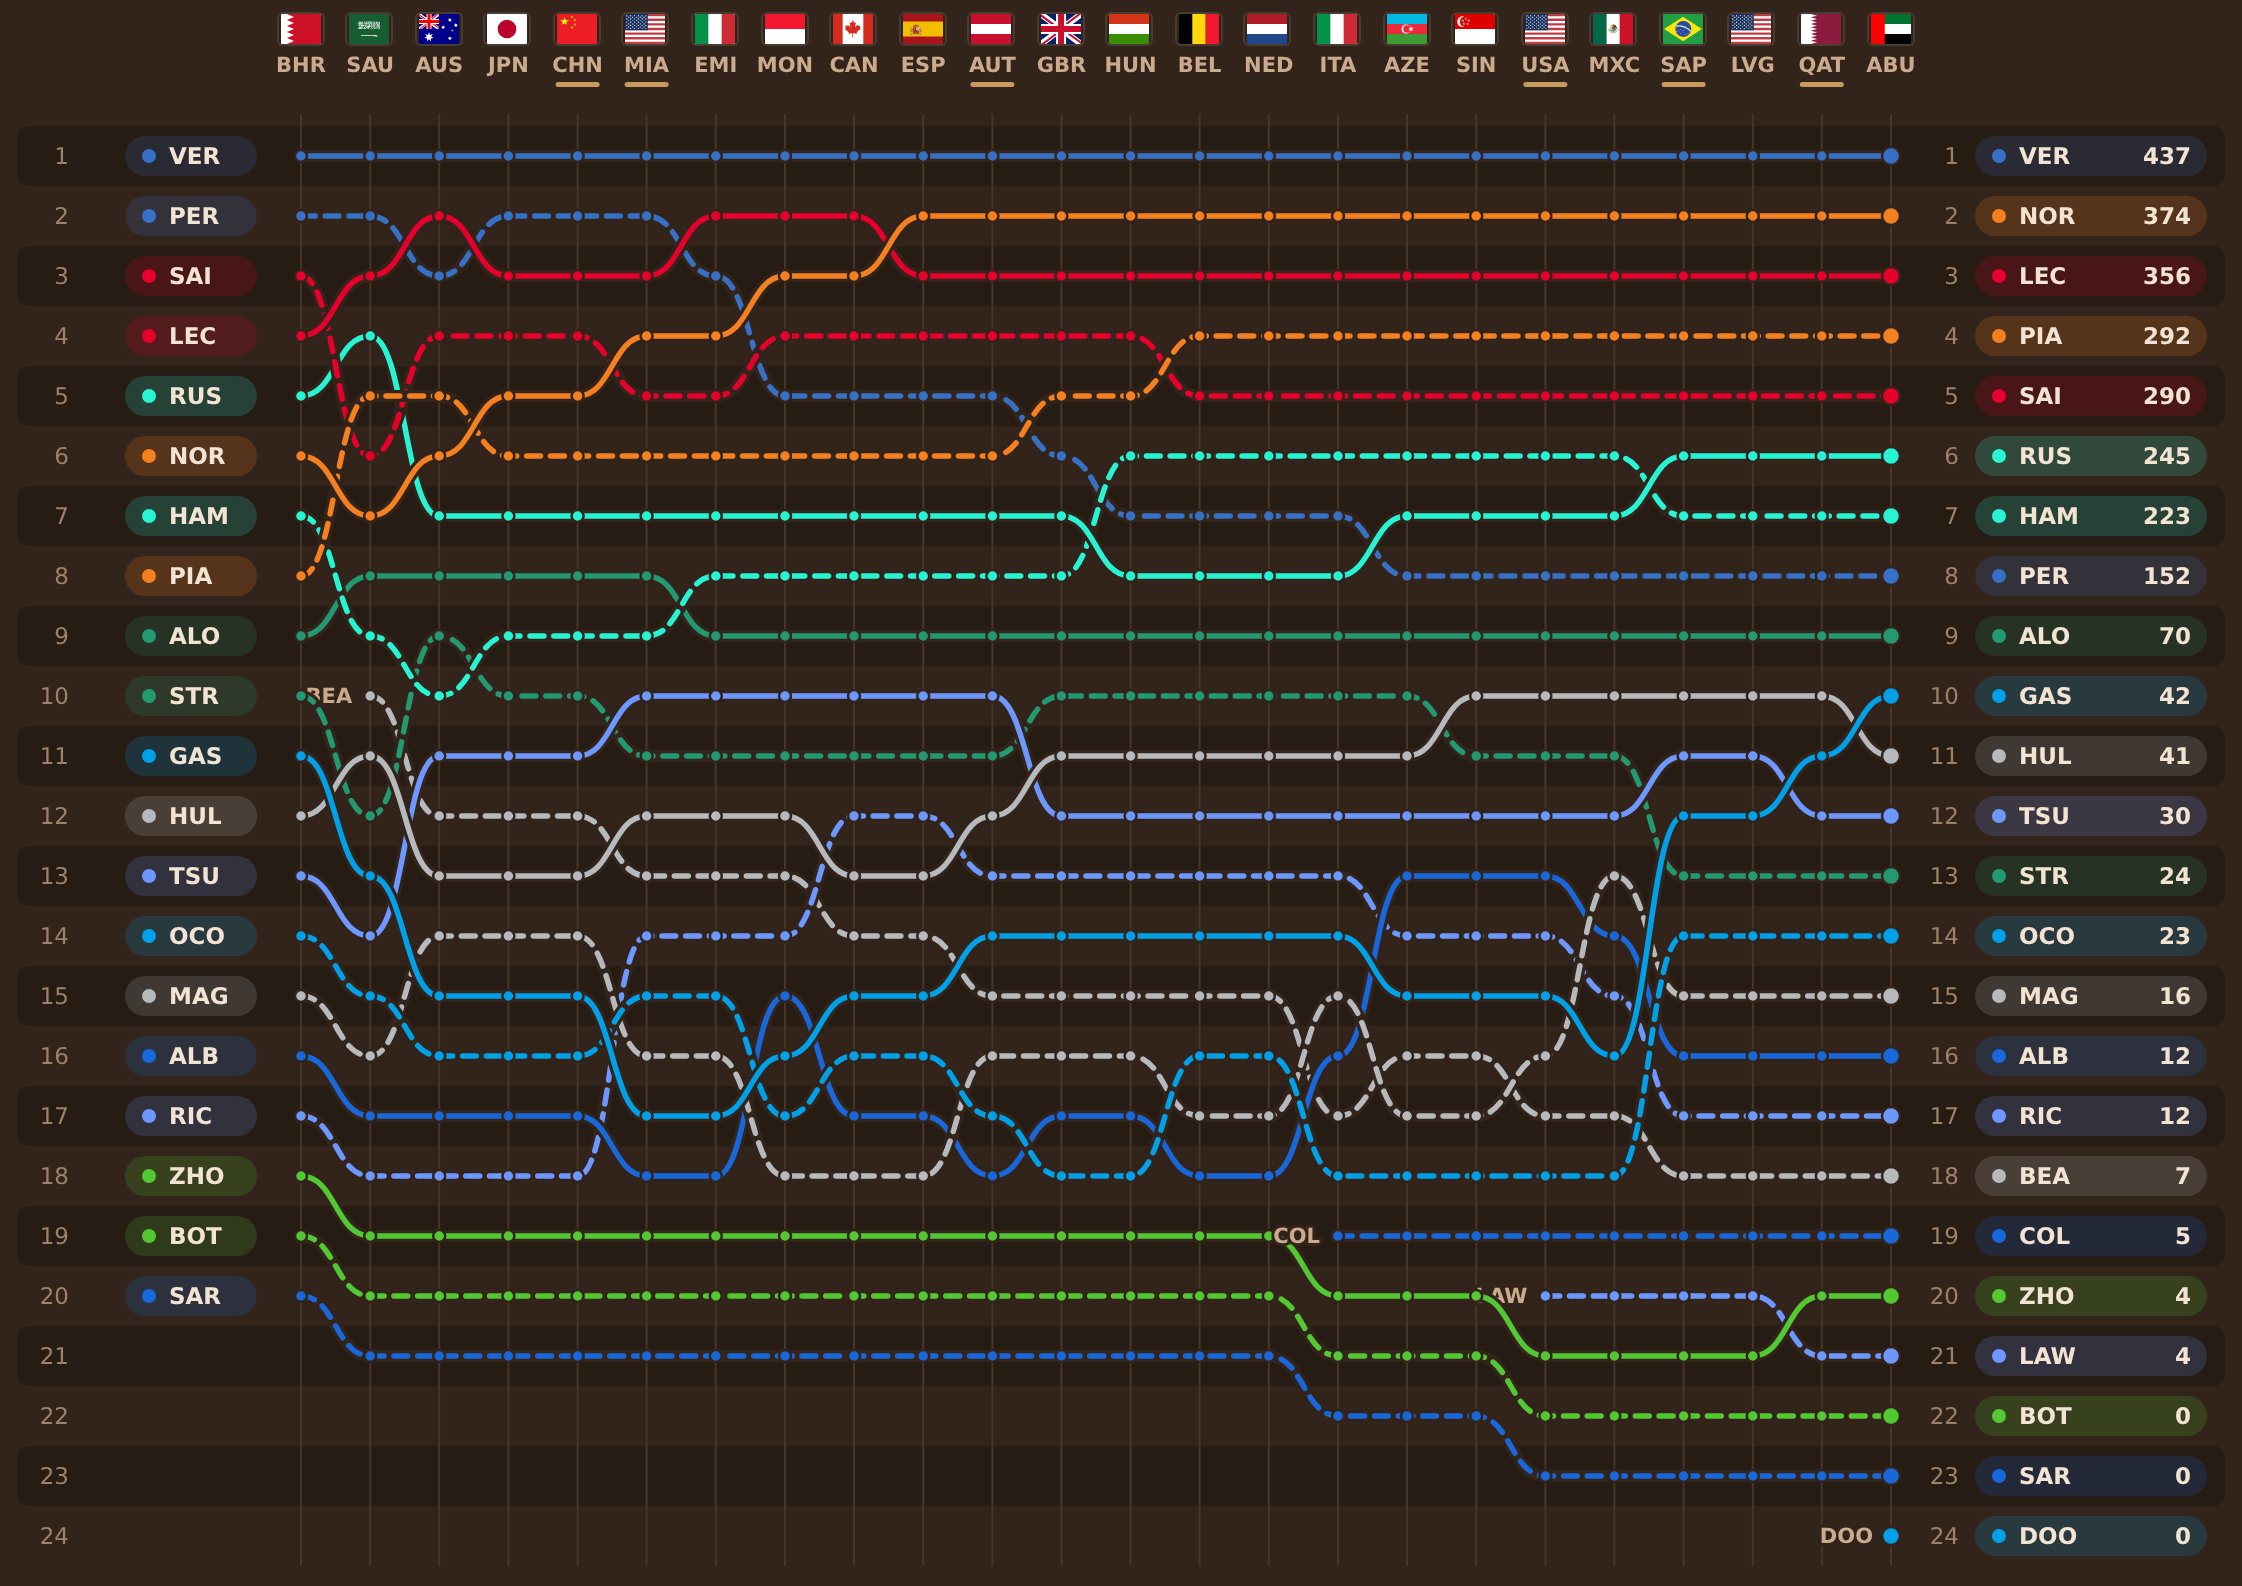 BHR SAU AUS JPN CHN MIA EMI MON CAN ESP AUT GBR HUN BEL NED ITA AZE SIN USA MXC SAP LVG QAT ABU
1 VER 1 VER 437
2 PER 2 NOR 374
3 SAI 3 LEC 356
4 LEC 4 PIA 292
5 RUS 5 SAI 290
6 NOR 6 RUS 245
7 HAM 7 HAM 223
8 PIA 8 PER 152
9 ALO 9 ALO 70
10 STR BEA 10 GAS 42
11 GAS 11 HUL 41
12 HUL 12 TSU 30
13 TSU 13 STR 24
14 OCO 14 OCO 23
15 MAG 15 MAG 16
16 ALB 16 ALB 12
17 RIC 17 RIC 12
18 ZHO 18 BEA 7
19 BOT COL 19 COL 5
20 SAR LAW 20 ZHO 4
21 21 LAW 4
22 22 BOT 0
23 23 SAR 0
24 DOO 24 DOO 0